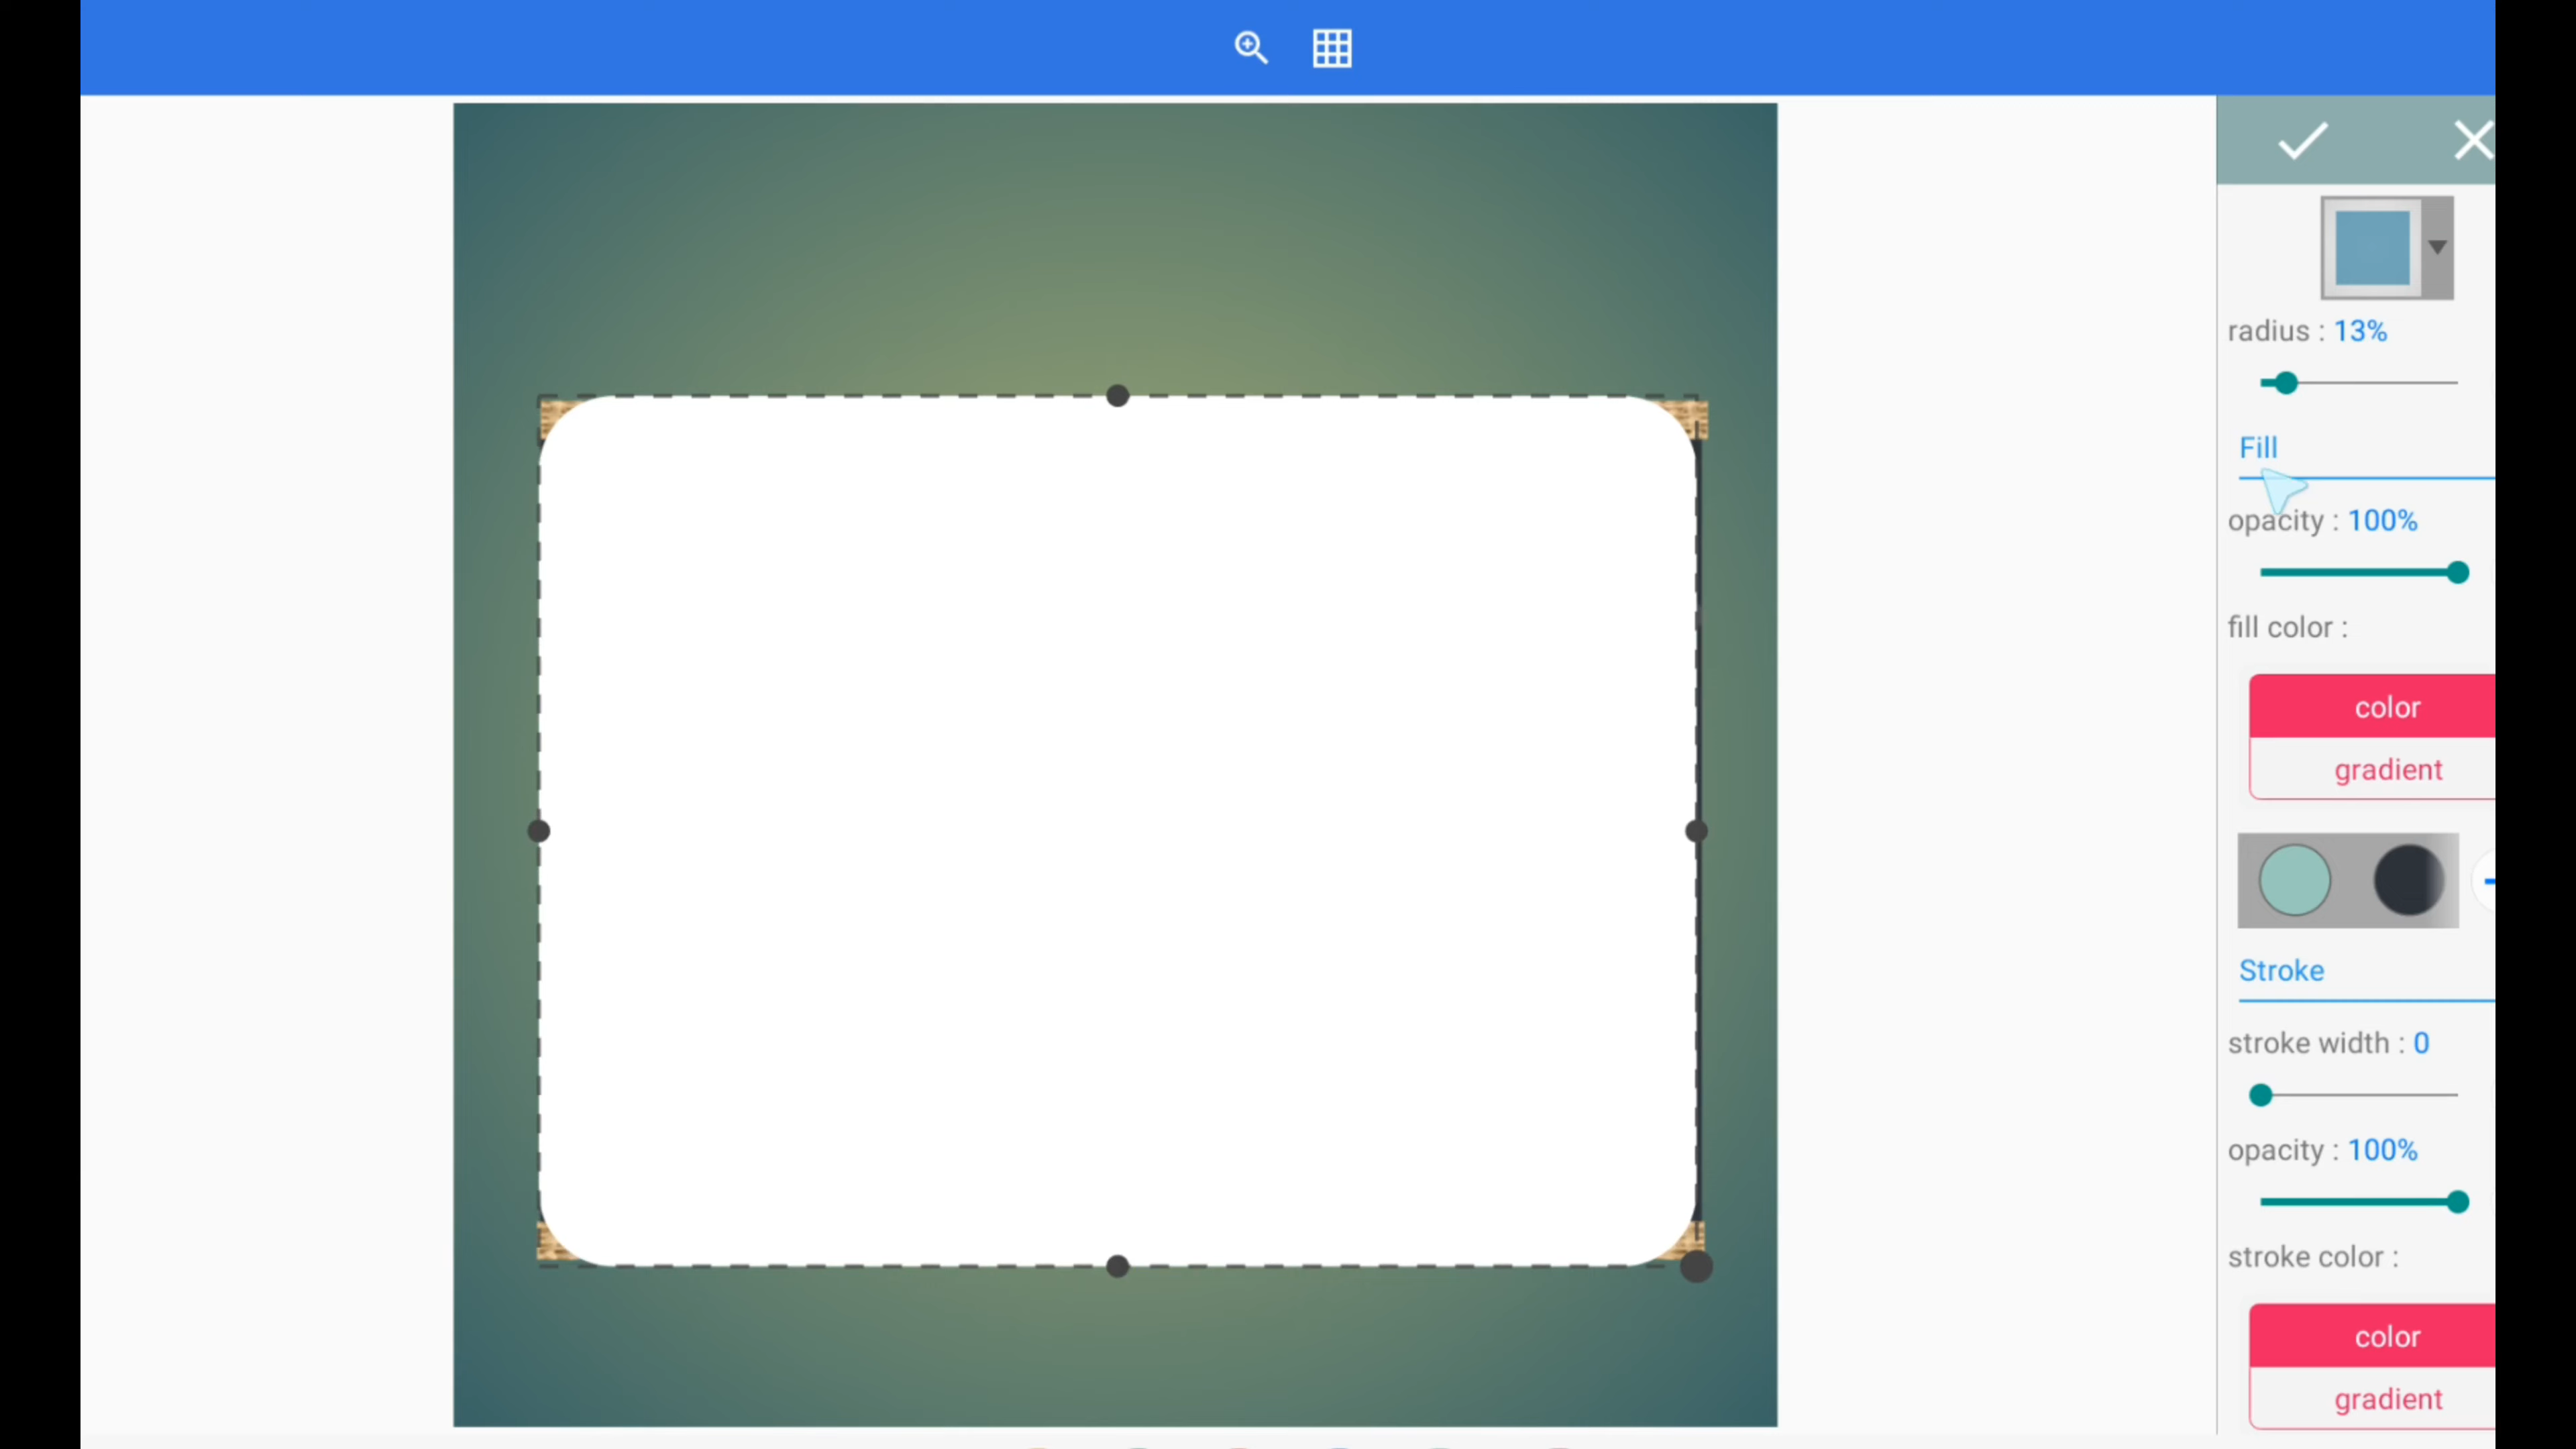 radius : 13%
Fill
opacity : 100%
fill color :
color
gradient
Stroke
stroke width : 0
opacity : 100%
stroke color :
color
gradient